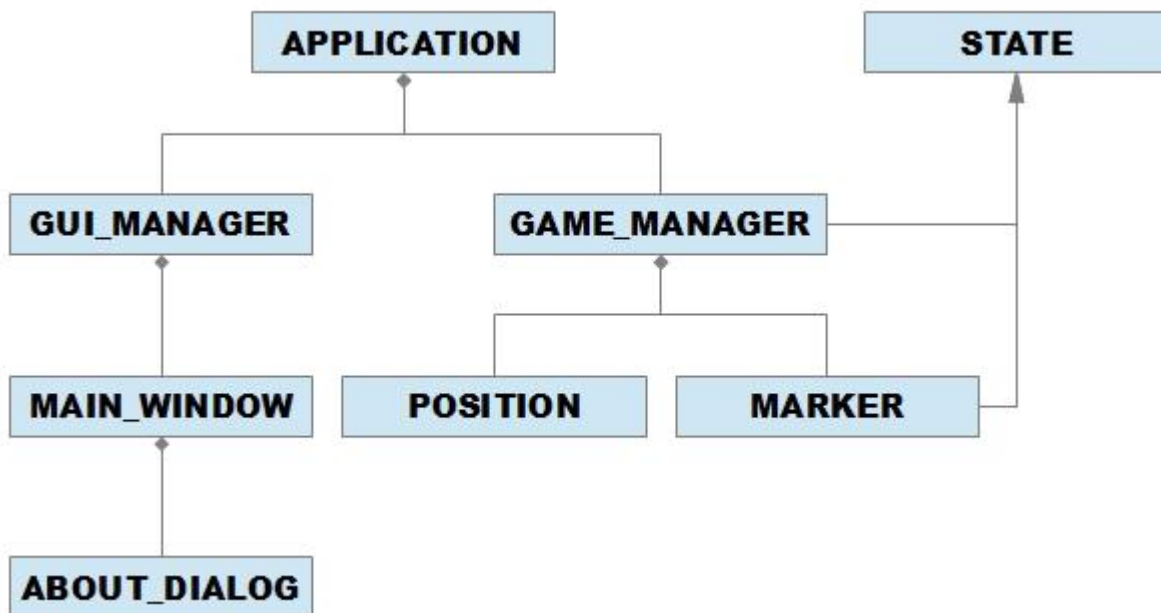 APPLICATION
STATE
GUI_MANAGER
GAME_MANAGER
MAIN_WINDOW
POSITION
MARKER
ABOUT_DIALOG